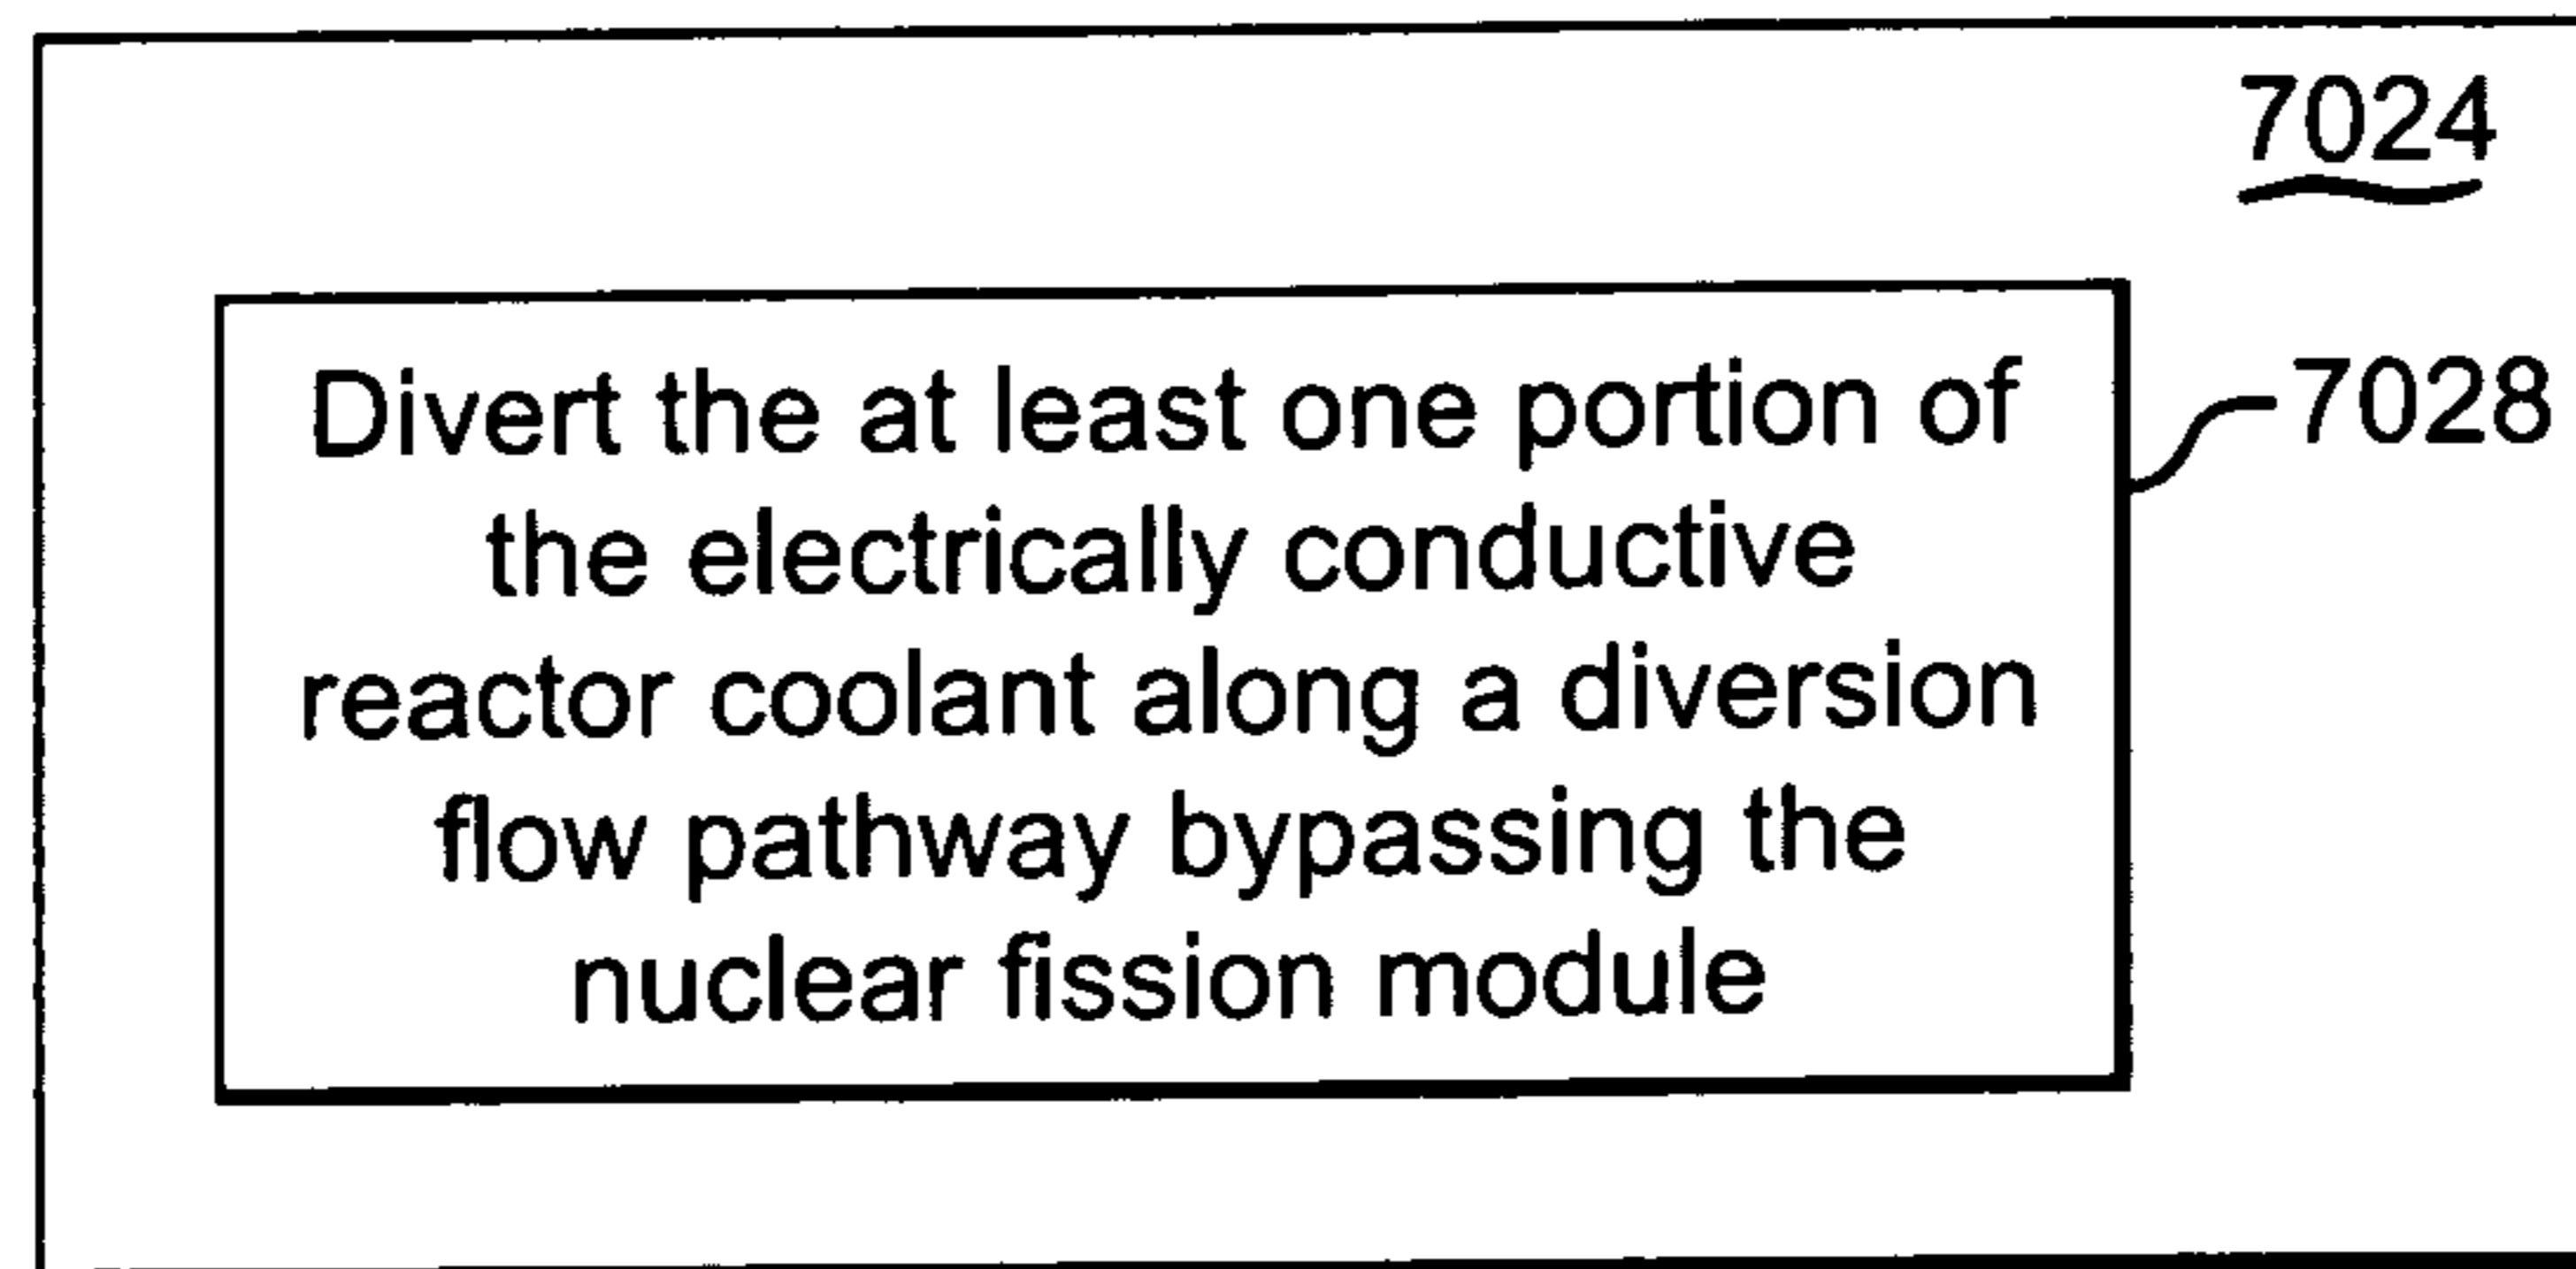 7024
Divert the at least one portion of
7028
the electrically conductive
reactor coolant along a diversion
flow pathway bypassing the
nuclear fission module